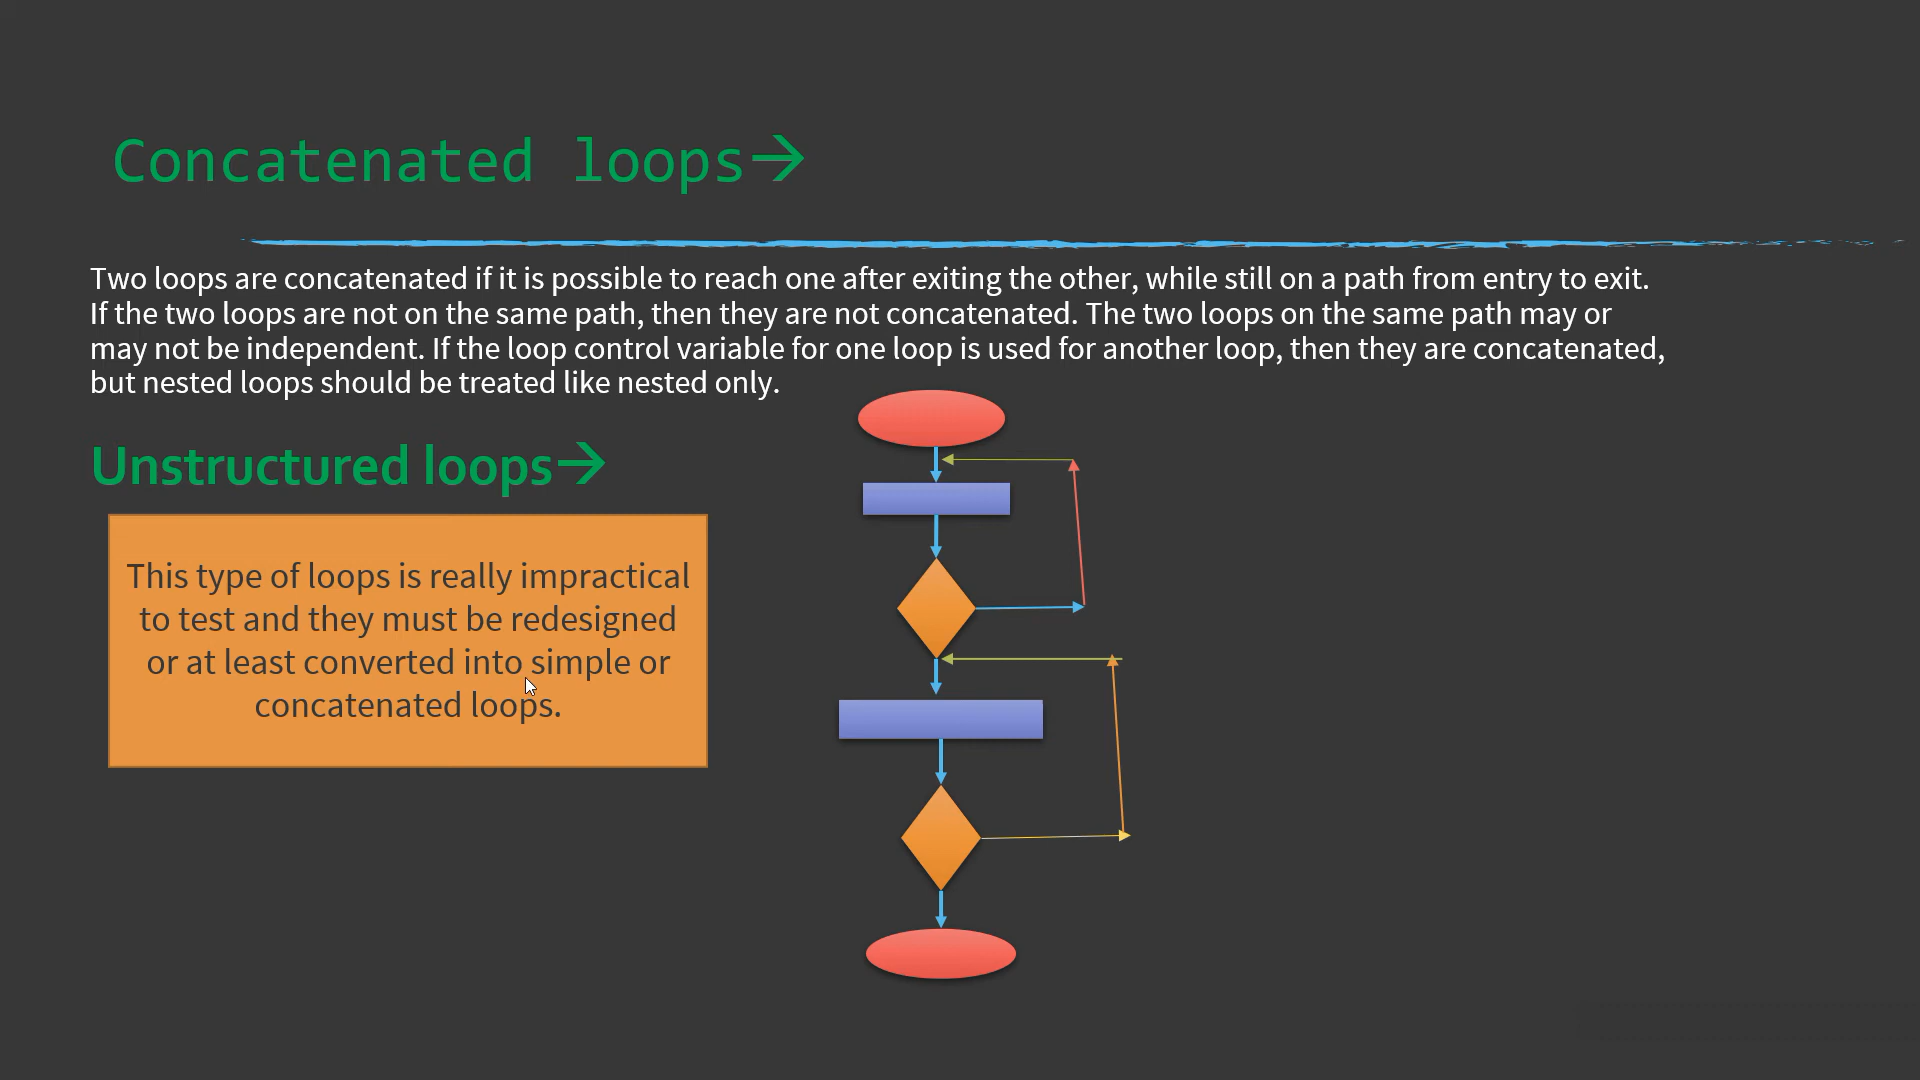 Concatenated loops→
Two loops are concatenated if it is possible to reach one after exiting the other, while still on a path from entry to exit.
If the two loops are not on the same path, then they are not concatenated. The two loops on the same path may or
may not be independent. If the loop control variable for one loop is used for another loop, then they are concatenated,
but nested loops should be treated like nested only.
Unstructured loops→
This type of loops is really impractical
to test and they must be redesigned
or at least converted into simple or
concatenated loops.